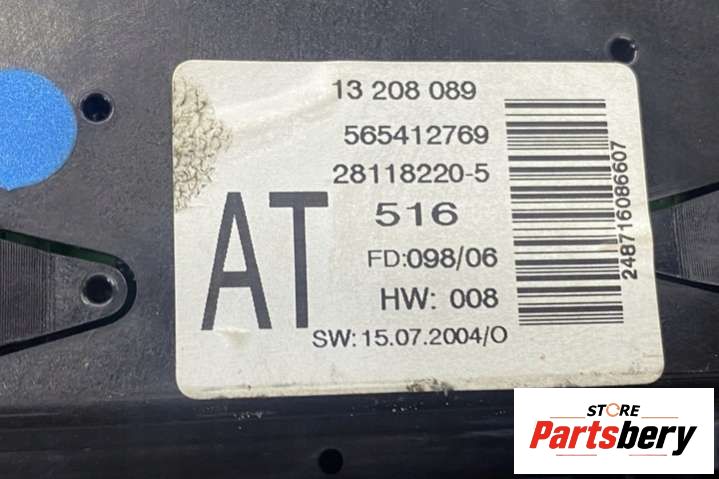 13 208 089
565412769
28118220-5
AT
516
FD:098/06
HW: 008
SW: 15.07.2004/O
248716086607
STORE
Partsbery